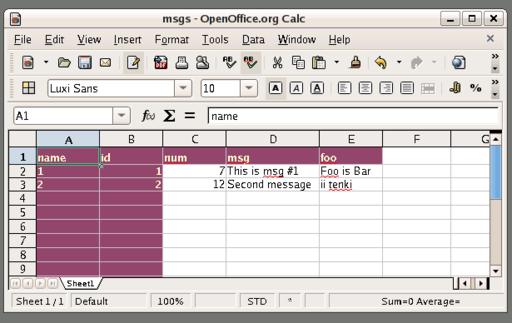 msgs - OpenOffice.org Calc
File Edit View Insert Format Tools Data Window Help
Luxi Sans 10 A A A %
A1 f(x) Σ = name
A B C D E F G
1 name id num msg foo
2 1 1 7 This is msg #1 Foo is Bar
3 2 2 12 Second message ii tenki
4
5
6
7
8
9
Sheet1
Sheet 1 / 1 Default 100% STD * Sum=0 Average=